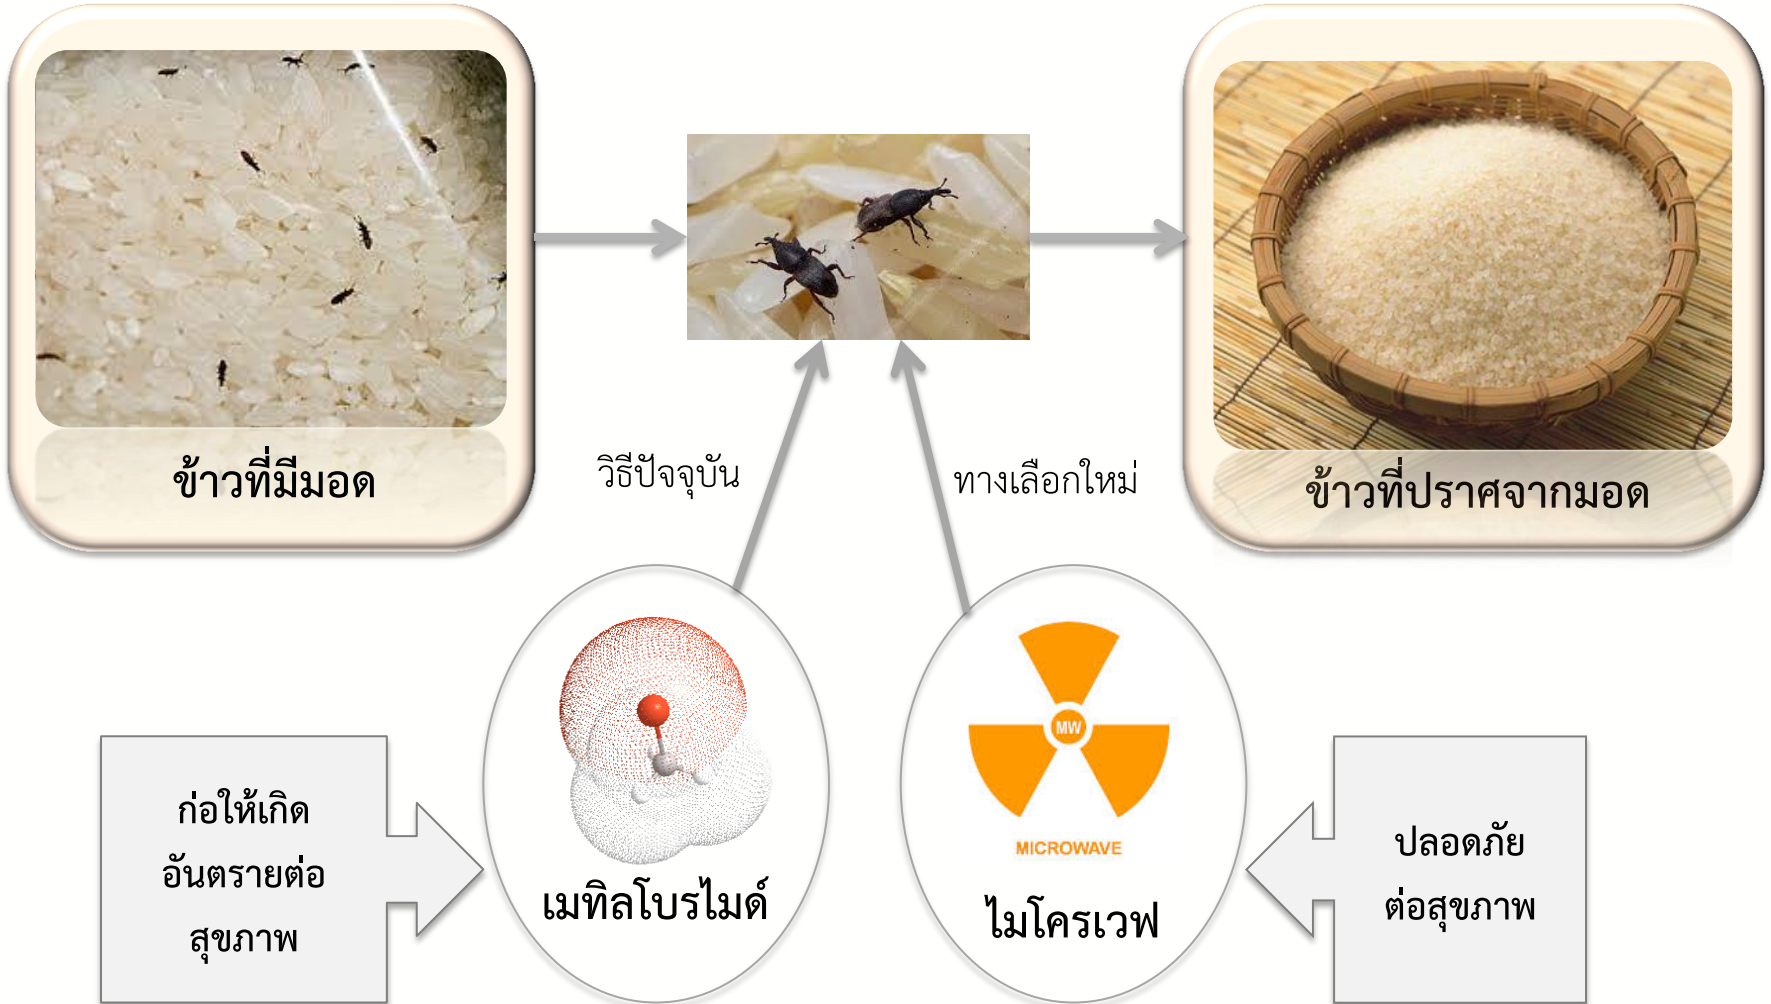 ข้าวที่มีมอด
วิธีปัจจุบัน
ทางเลือกใหม่
ข้าวที่ปราศจากมอด
ก่อให้เกิด
อันตรายต่อ
สุขภาพ
เมทิลโบรไมด์
MW
MICROWAVE
ไมโครเวฟ
ปลอดภัย
ต่อสุขภาพ